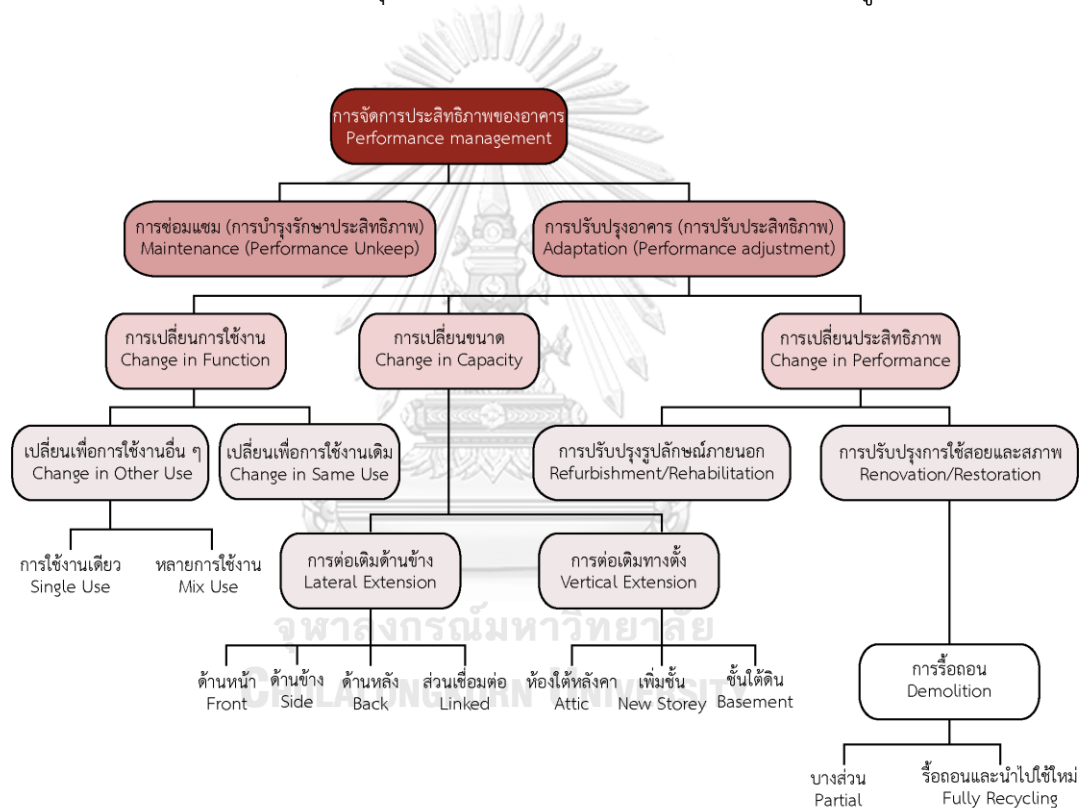 การจัดการประสิทธิภาพของอาคาร
Performance management
การซ่อมแซม (การบำรุงรักษาประสิทธิภาพ)
Maintenance (Performance Unkeep)
การปรับปรุงอาคาร (การปรับประสิทธิภาพ)
Adaptation (Performance adjustment)
การเปลี่ยนการใช้งาน
Change in Function
การเปลี่ยนขนาด
Change in Capacity
การเปลี่ยนประสิทธิภาพ
Change in Performance
เปลี่ยนเพื่อการใช้งานอื่น ๆ
Change in Other Use
เปลี่ยนเพื่อการใช้งานเดิม
Change in Same Use
การปรับปรุงรูปลักษณ์ภายนอก
Refurbishment/Rehabilitation
การปรับปรุงการใช้สอยและสภาพ
Renovation/Restoration
การใช้งานเดียว
Single Use
หลายการใช้งาน
Mix Use
การต่อเติมด้านข้าง
Lateral Extension
การต่อเติมทางตั้ง
Vertical Extension
จุฬาลงกรณ์มหาวิทยาลัย
CHULALONGKORN UNIVERSITY
ด้านหน้า
Front
ด้านข้าง
Side
ด้านหลัง
Back
ส่วนเชื่อมต่อ
Linked
ห้องใต้หลังคา
Attic
เพิ่มชั้น
New Storey
ชั้นใต้ดิน
Basement
การรื้อถอน
Demolition
บางส่วน
Partial
รื้อถอนและนำไปใช้ใหม่
Fully Recycling